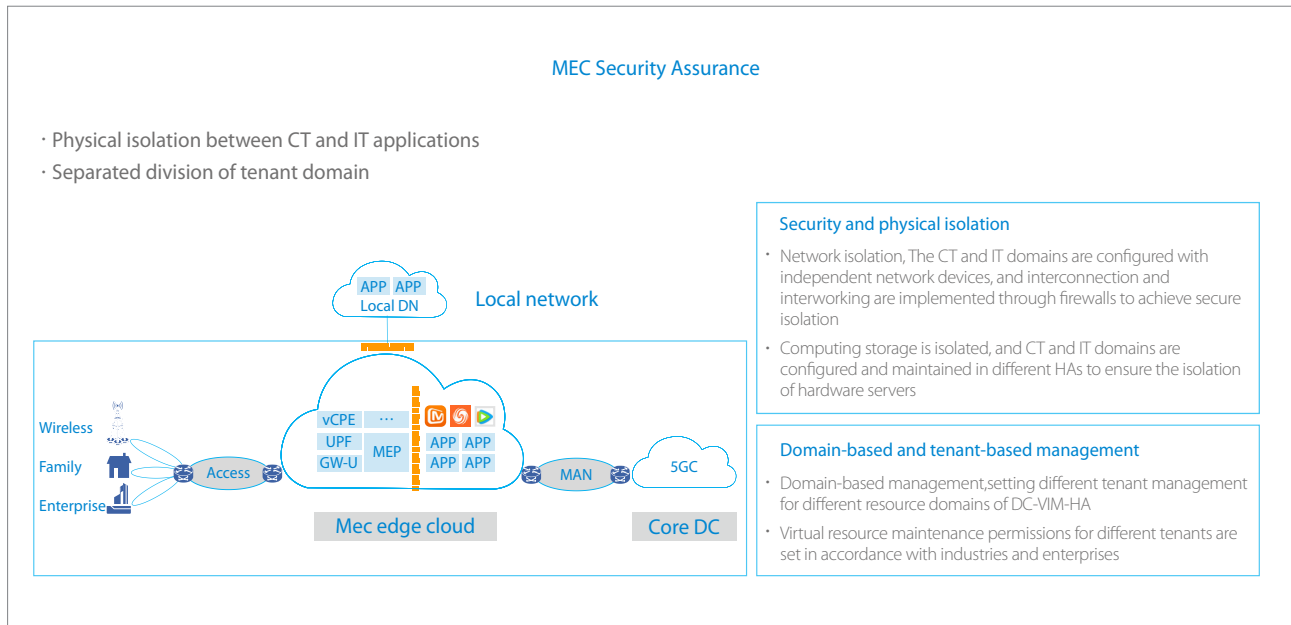 MEC Security Assurance
· Physical isolation between CT and IT applications
· Separated division of tenant domain
APP APP
Local DN
Local network
Wireless
Family
Enterprise
Access
vCPE ...
UPF
MEP
GW-U
APP APP
APP APP
MAN
5GC
Mec edge cloud
Core DC
Security and physical isolation
· Network isolation, The CT and IT domains are configured with
independent network devices, and interconnection and
interworking are implemented through firewalls to achieve secure
isolation
· Computing storage is isolated, and CT and IT domains are
configured and maintained in different HAs to ensure the isolation
of hardware servers
Domain-based and tenant-based management
· Domain-based management,setting different tenant management
for different resource domains of DC-VIM-HA
· Virtual resource maintenance permissions for different tenants are
set in accordance with industries and enterprises